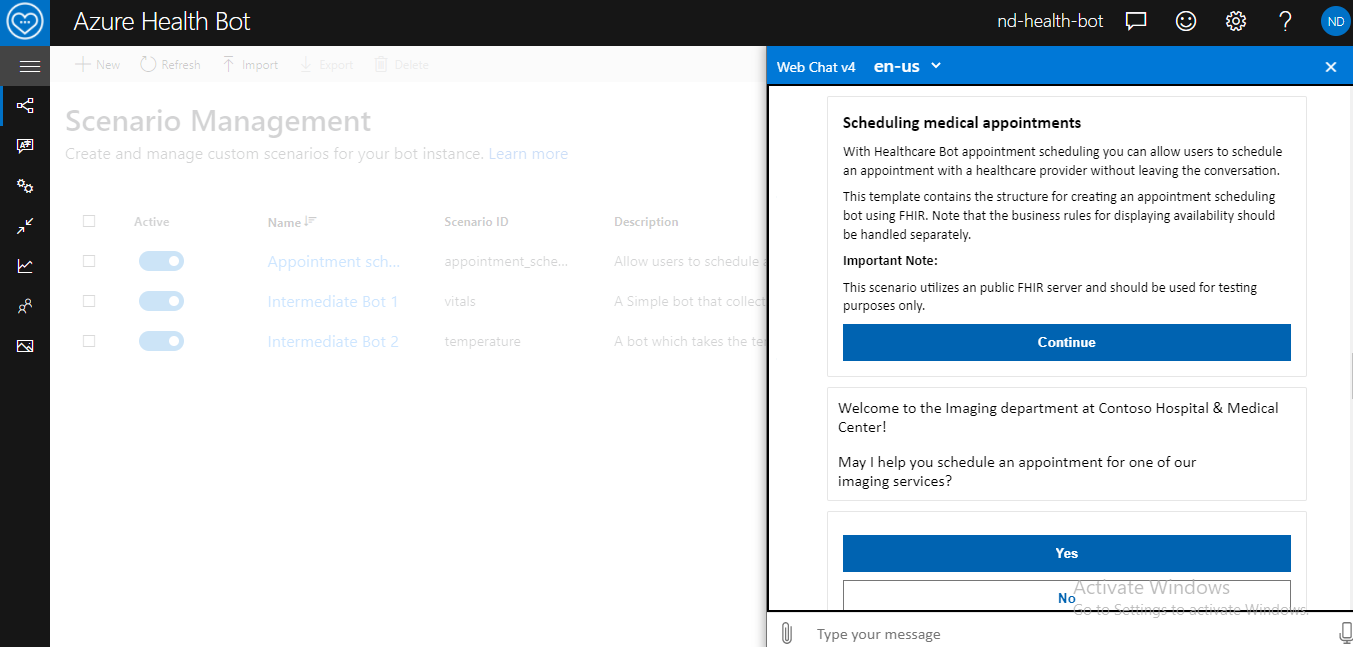 Azure Health Bot
nd-health-bot
ND
New Refresh Import Export Delete
Scenario Management
Create and manage custom scenarios for your bot instance. Learn more
Active Name Scenario ID Description
Appointment sch... appointment_sche... Allow users to schedule
Intermediate Bot 1 vitals A Simple bot that collect
Intermediate Bot 2 temperature A bot which takes the
Web Chat v4 en-us
Scheduling medical appointments
With Healthcare Bot appointment scheduling you can allow users to schedule
an appointment with a healthcare provider without leaving the conversation.
This template contains the structure for creating an appointment scheduling
bot using FHIR. Note that the business rules for displaying availability should
be handled separately.
Important Note:
This scenario utilizes an public FHIR server and should be used for testing
purposes only.
Continue
Welcome to the Imaging department at Contoso Hospital & Medical
Center!
May I help you schedule an appointment for one of our
imaging services?
Yes
No
Activate Windows
Go to Settings to activate Windows.
Type your message